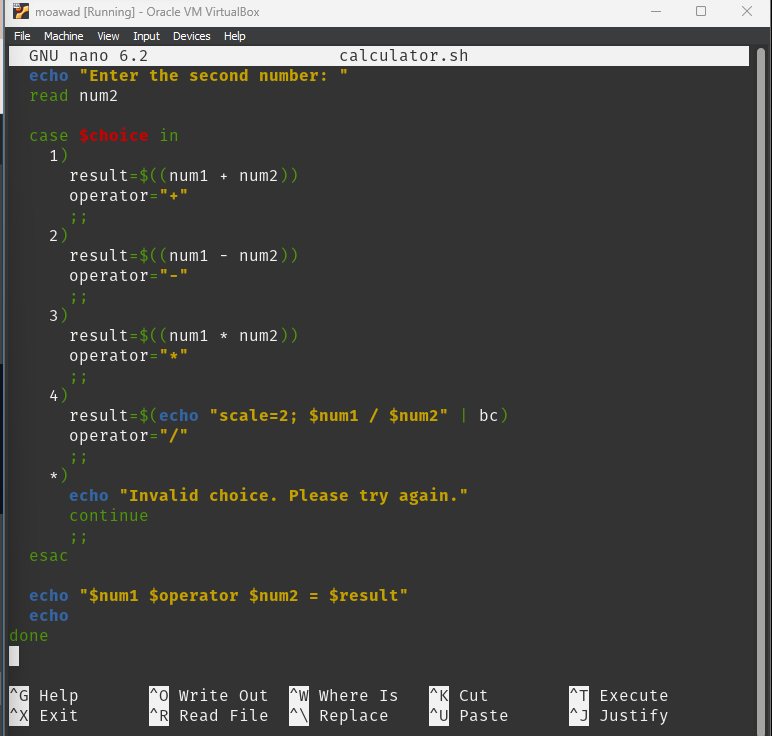 moawad [Running] - Oracle VM VirtualBox
File Machine View Input Devices Help
GNU nano 6.2 calculator.sh
echo "Enter the second number: "
read num2
case $choice in
1)
result=$((num1 + num2))
operator="+"
;;
2)
result=$((num1 - num2))
operator="-"
;;
3)
result=$((num1 * num2))
operator="*"
;;
4)
result=$(echo "scale=2; $num1 / $num2" | bc)
operator="/"
;;
*)
echo "Invalid choice. Please try again."
continue
;;
esac
echo "$num1 $operator $num2 = $result"
echo
done
^G Help ^O Write Out ^W Where Is ^K Cut ^T Execute
^X Exit ^R Read File ^\ Replace ^U Paste ^J Justify